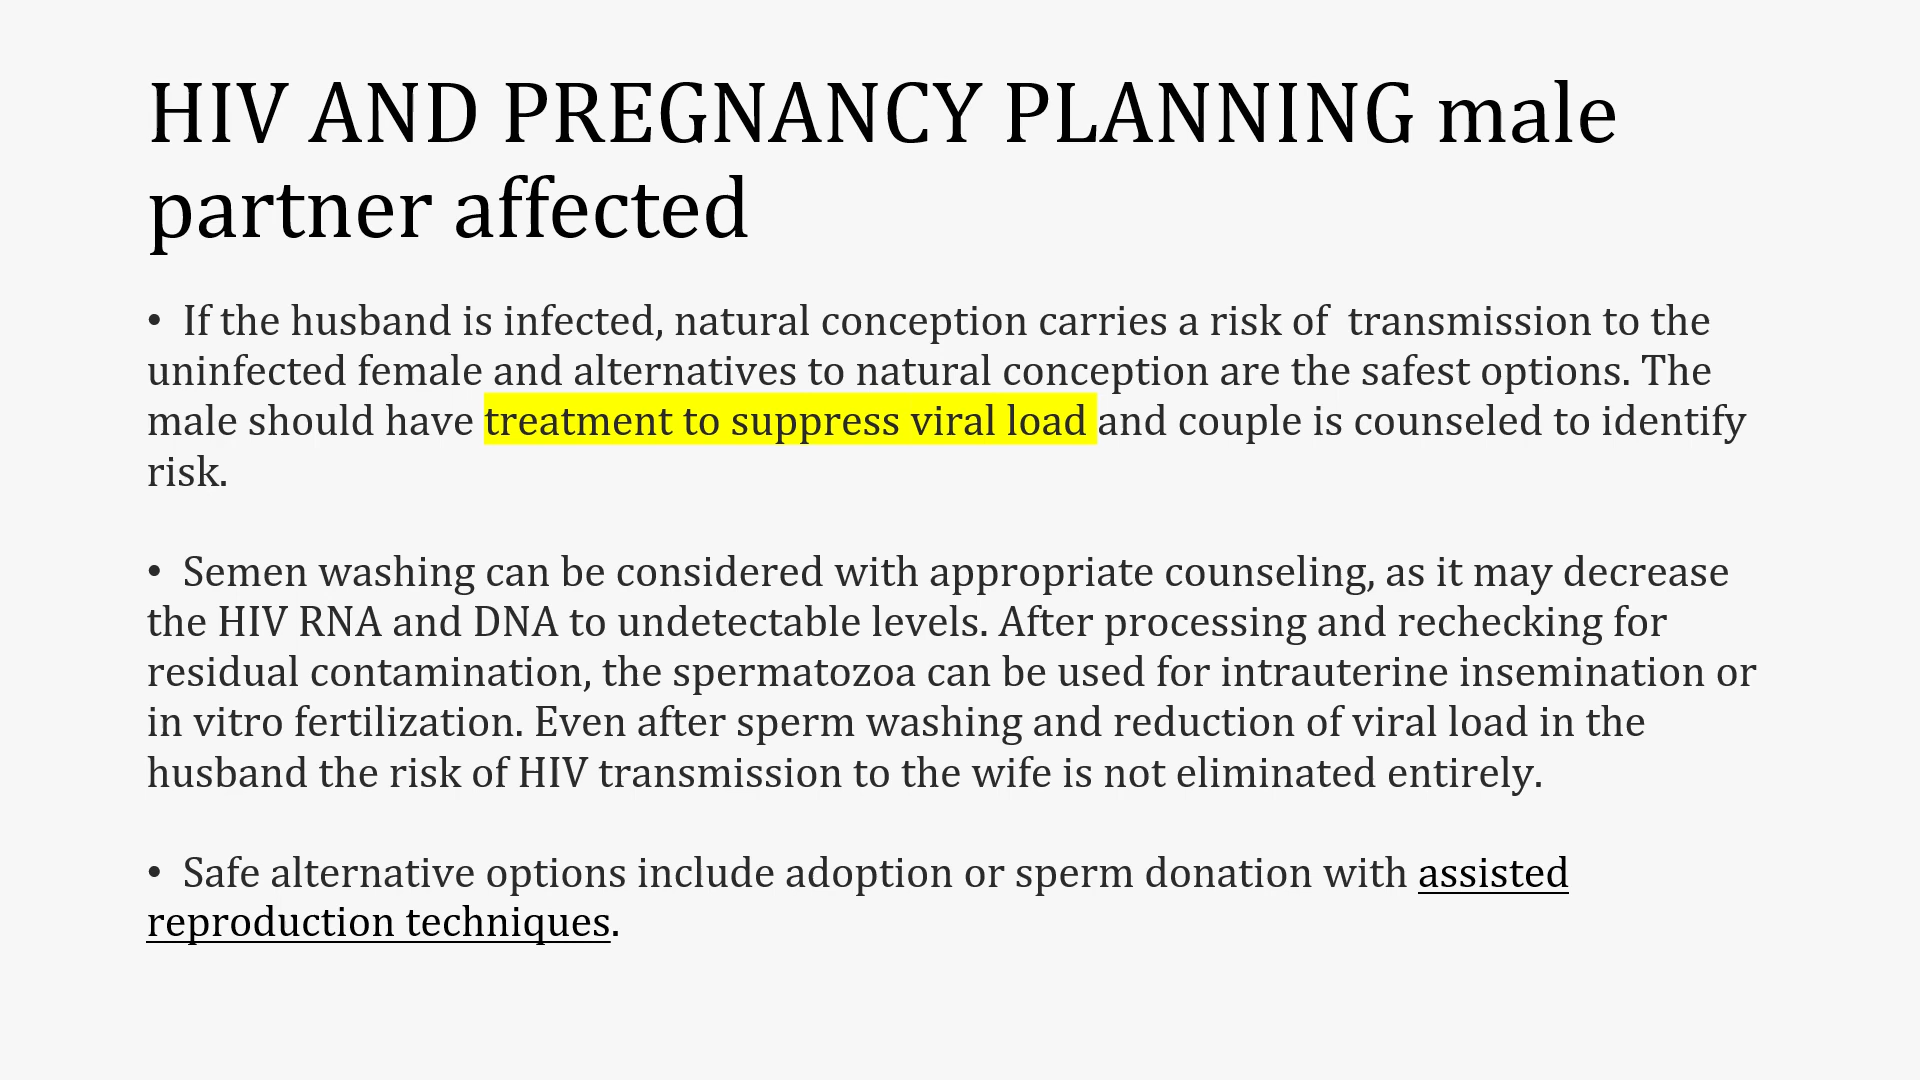 HIV AND PREGNANCY PLANNING male
partner affected
• If the husband is infected, natural conception carries a risk of  transmission to the
uninfected female and alternatives to natural conception are the safest options. The
male should have treatment to suppress viral load and couple is counseled to identify
risk.
• Semen washing can be considered with appropriate counseling, as it may decrease
the HIV RNA and DNA to undetectable levels. After processing and rechecking for
residual contamination, the spermatozoa can be used for intrauterine insemination or
in vitro fertilization. Even after sperm washing and reduction of viral load in the
husband the risk of HIV transmission to the wife is not eliminated entirely.
• Safe alternative options include adoption or sperm donation with assisted
reproduction techniques.